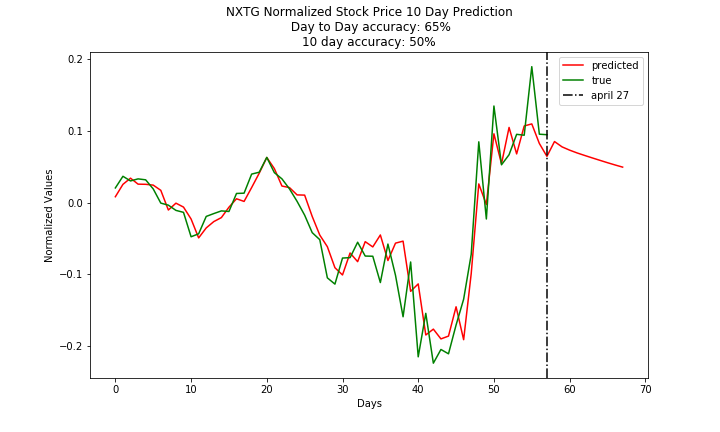 NXTG Normalized Stock Price 10 Day Prediction
Day to Day accuracy: 65%
10 day accuracy: 50%
predicted
true
april 27
Normalized Values
0.2
0.1
0.0
−0.1
−0.2
0 10 20 30 40 50 60 70
Days